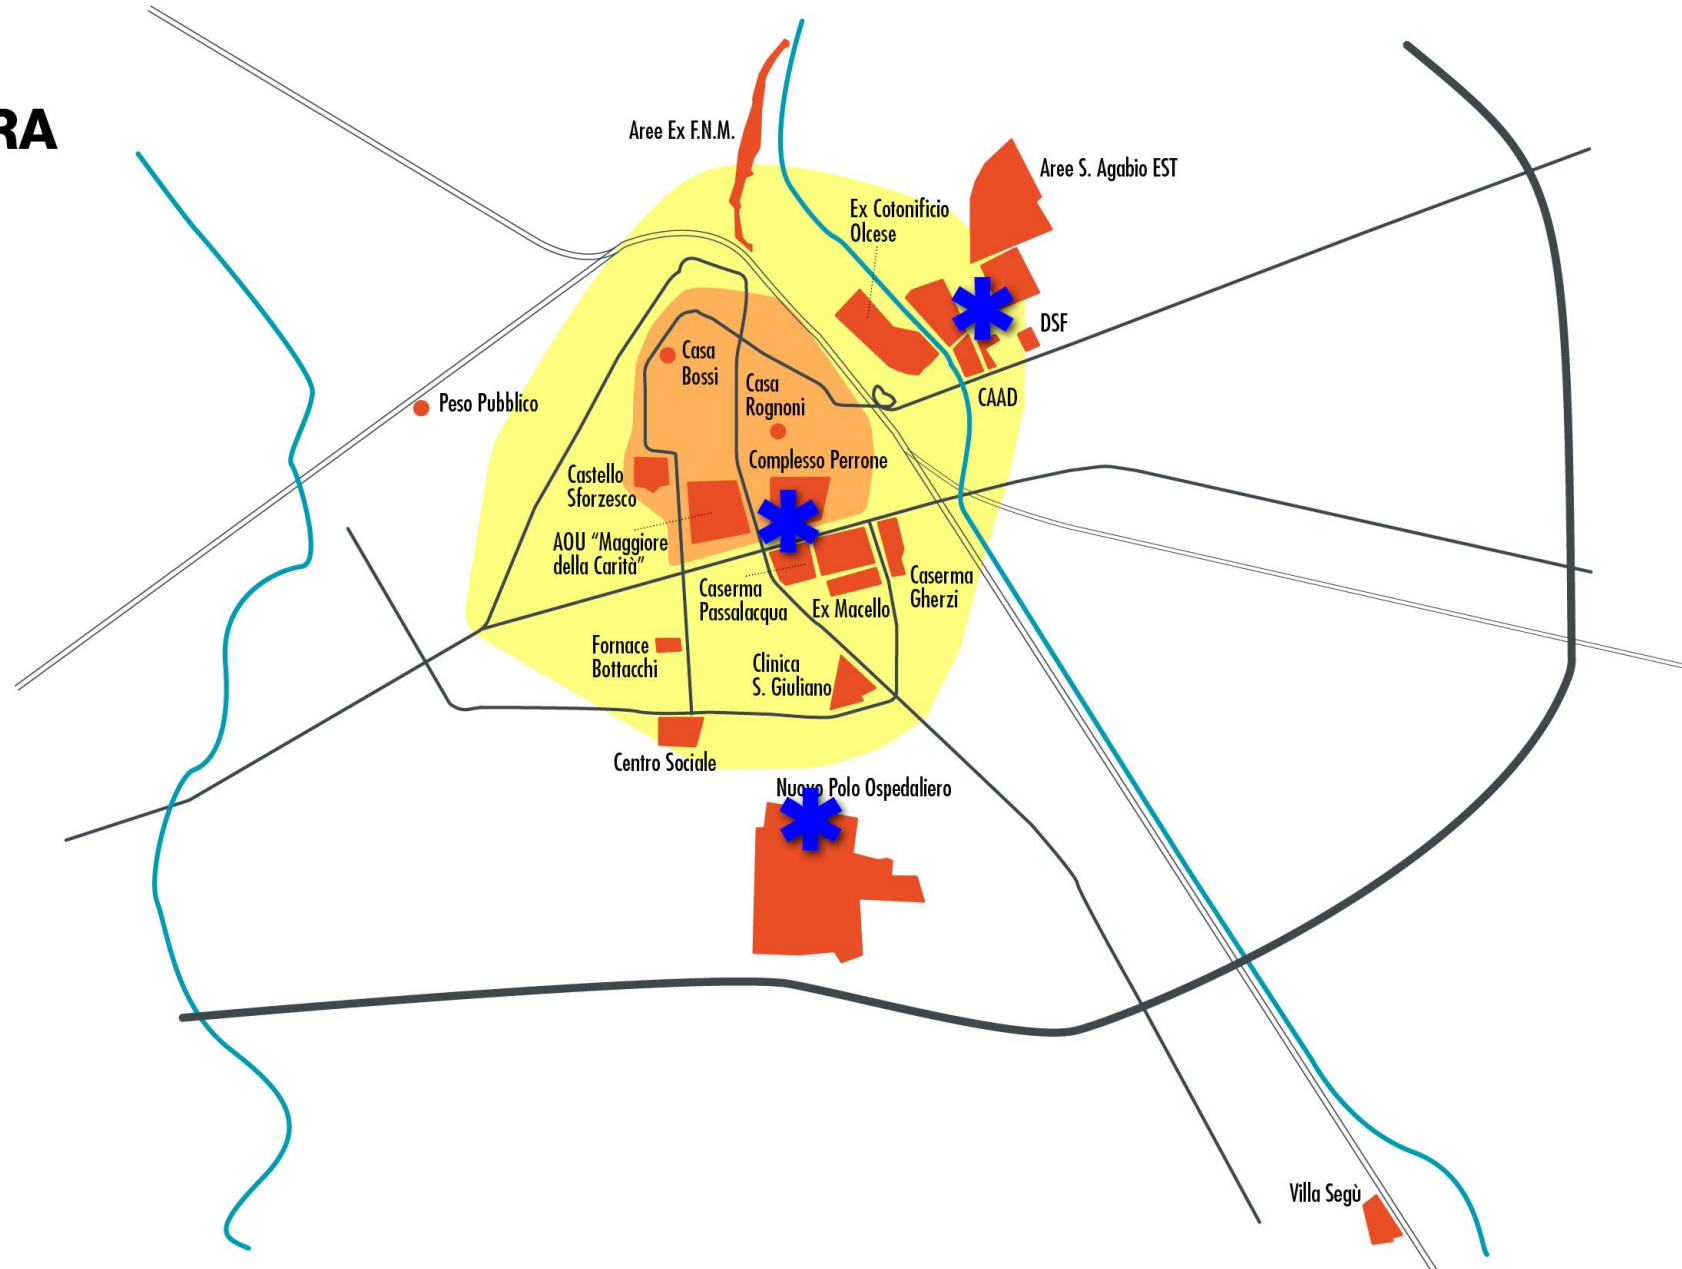 RA
Aree Ex F.N.M.
Aree S. Agabio EST
Ex Cotonificio
Olcese
DSF
Casa
Bossi
Casa
Rognoni
CAAD
Peso Pubblico
Complesso Perrone
Castello
Sforzesco
AOU “Maggiore
della Carità”
Caserma
Passalacqua
Ex Macello
Caserma
Gherzi
Fornace
Bottacchi
Clinica
S. Giuliano
Centro Sociale
Nuovo Polo Ospedaliero
Villa Segù